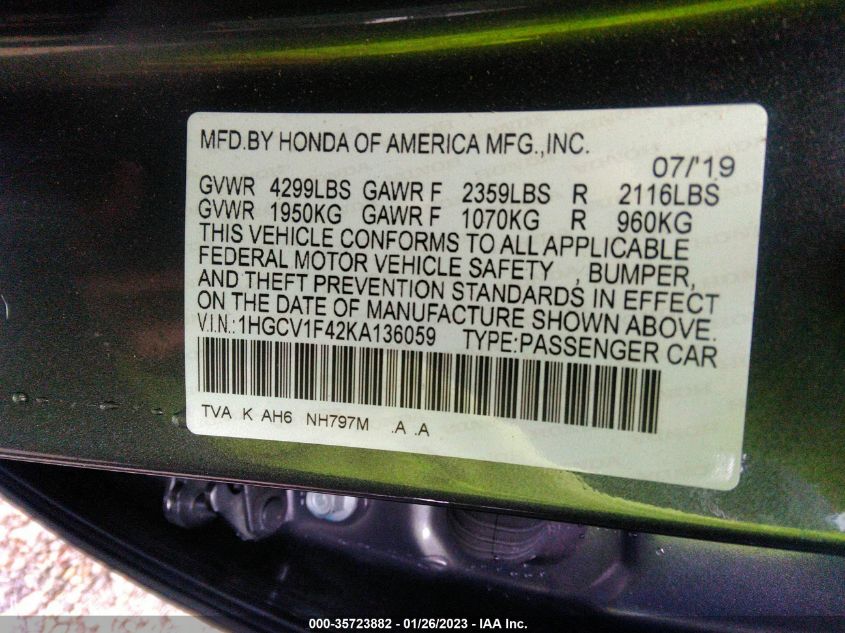 MFD.BY HONDA OF AMERICA MFG.,INC.
07/'19
GVWR 4299LBS GAWR F 2359LBS R 2116LBS
GVWR 1950KG GAWR F 1070KG R 960KG
THIS VEHICLE CONFORMS TO ALL APPLICABLE
FEDERAL MOTOR VEHICLE SAFETY , BUMPER,
AND THEFT PREVENTION STANDARDS IN EFFECT
ON THE DATE OF MANUFACTURE SHOWN ABOVE.
V.I.N.:1HGCV1F42KA136059 TYPE:PASSENGER CAR
TVA K AH6 NH797M .A .A
000-35723882 - 01/26/2023 - IAA Inc.